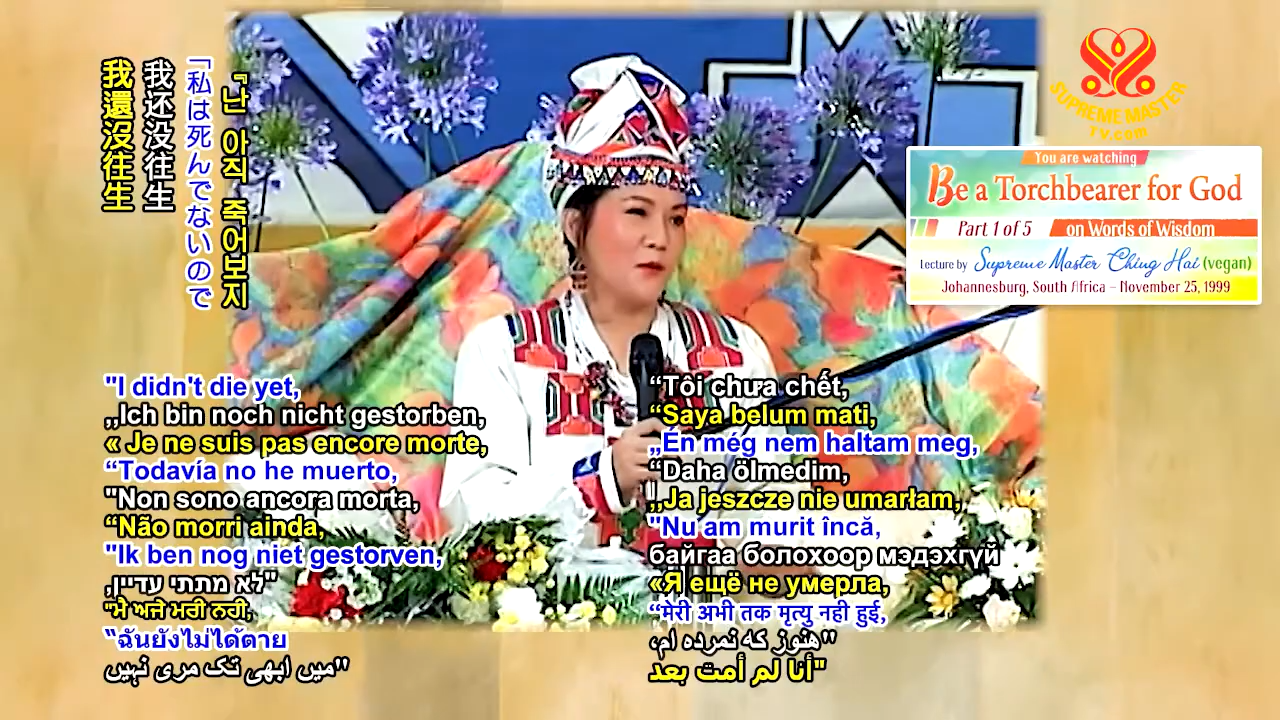 我還沒往生
我还没往生
「私は死んでないので
『난 아직 죽어보지
SUPREME MASTER
TV.com
You are watching
Be a Torchbearer for God
Part 1 of 5
on Words of Wisdom
Lecture by Supreme Master Ching Hai (vegan)
Johannesburg, South Africa – November 25, 1999
"I didn't die yet,
,,Ich bin noch nicht gestorben,
« Je ne suis pas encore morte,
“Todavía no he muerto,
"Non sono ancora morta,
“Não morri ainda,
"Ik ben nog niet gestorven,
"לא מתתי עדיין,
"ਮੈ ਅਜੇ ਮਰੀ ਨਹੀ,
“ฉันยังไม่ได้ตาย
"میں ابھی تک مری نہیں
“Tôi chưa chết,
“Saya belum mati,
„Én még nem haltam meg,
“Daha ölmedim,
,,Ja jeszcze nie umarłam,
"Nu am murit încă,
байгаа болохоор мэдэхгүй
«Я ещё не умерла,
“मेरी अभी तक मृत्यु नही हुई,
"هنوز که نمرده ام،
"أنا لم أمت بعد